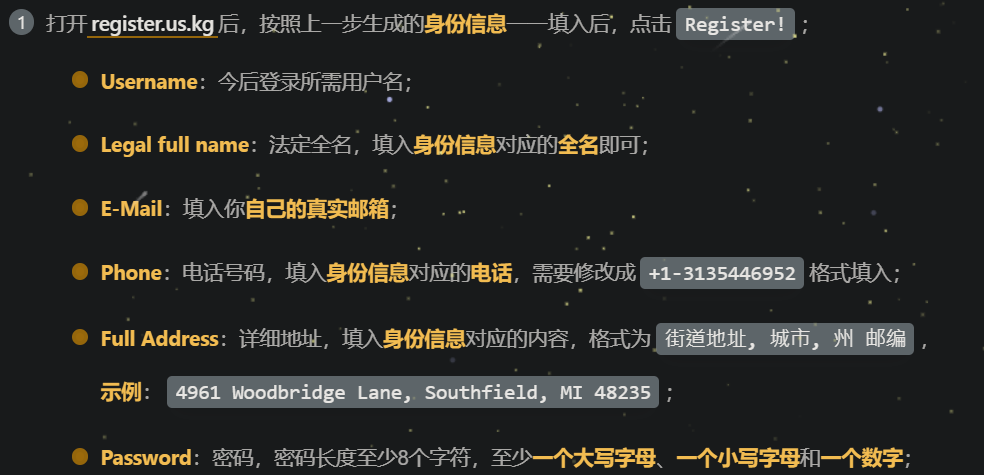 1 打开 register.us.kg 后，按照上一步生成的身份信息一一填入后，点击 Register! ；
Username：今后登录所需用户名；
Legal full name：法定全名，填入身份信息对应的全名即可；
E-Mail：填入你自己的真实邮箱；
Phone：电话号码，填入身份信息对应的电话，需要修改成 +1-3135446952 格式填入；
Full Address：详细地址，填入身份信息对应的内容，格式为 街道地址, 城市, 州 邮编 ，
示例： 4961 Woodbridge Lane, Southfield, MI 48235 ；
Password：密码，密码长度至少8个字符，至少一个大写字母、一个小写字母和一个数字；